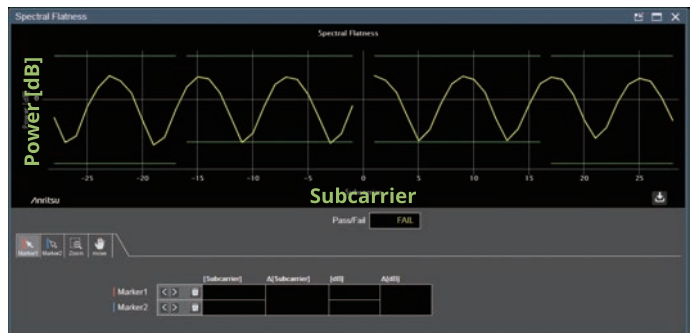 Spectral Flatness
Spectral Flatness
Power [dB]
-25 -20 -15 -10 -5 0 5 10 15 20 25
Subcarrier
Anritsu
Pass/Fail FAIL
Marker1 Marker2 Zoom Move
[Subcarrier] Δ[Subcarrier] [dB] Δ[dB]
Marker1
Marker2